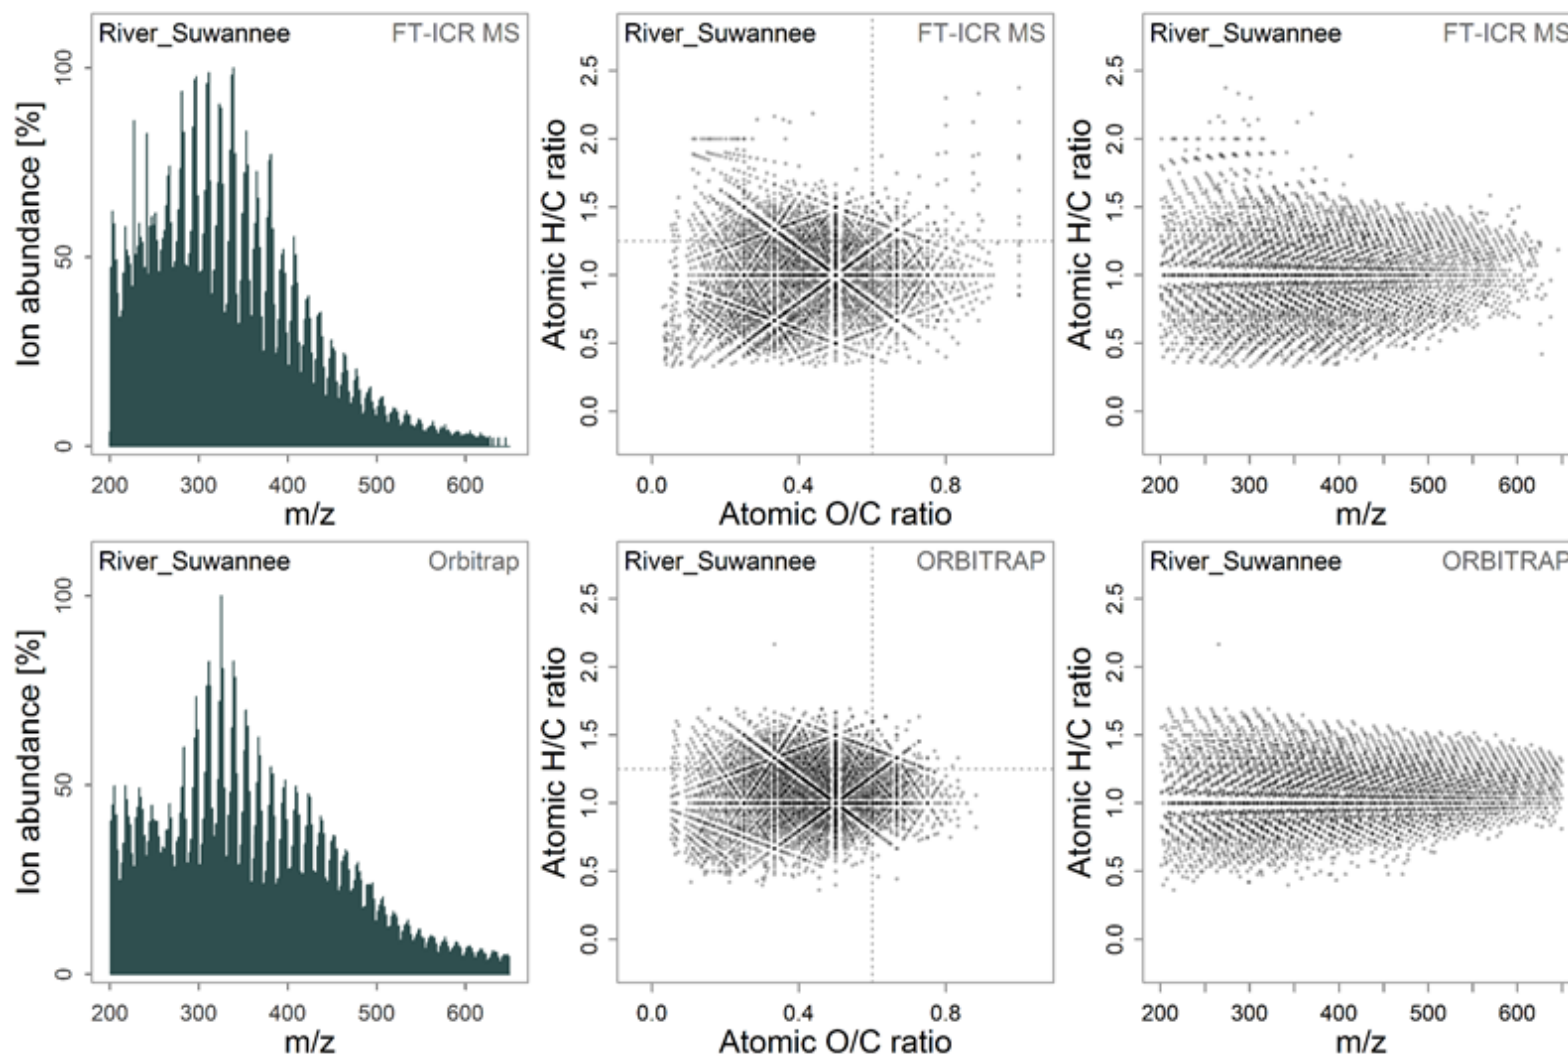 River_Suwannee FT-ICR MS
Ion abundance [%]
100
50
0
200 300 400 500 600
m/z
River_Suwannee FT-ICR MS
Atomic H/C ratio
2.5
2.0
1.5
1.0
0.5
0.0
0.0 0.4 0.8
Atomic O/C ratio
River_Suwannee FT-ICR MS
Atomic H/C ratio
2.5
2.0
1.5
1.0
0.5
0.0
200 300 400 500 600
m/z
River_Suwannee Orbitrap
Ion abundance [%]
100
50
0
200 300 400 500 600
m/z
River_Suwannee ORBITRAP
Atomic H/C ratio
2.5
2.0
1.5
1.0
0.5
0.0
0.0 0.4 0.8
Atomic O/C ratio
River_Suwannee ORBITRAP
Atomic H/C ratio
2.5
2.0
1.5
1.0
0.5
0.0
200 300 400 500 600
m/z